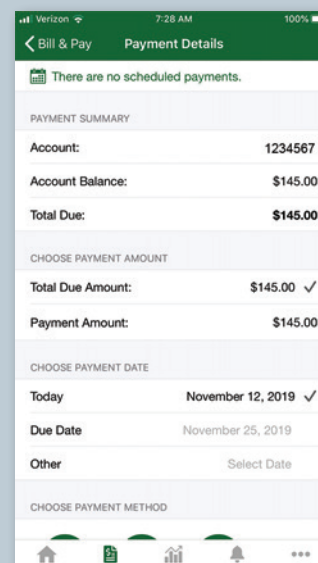 Verizon 7:28 AM 100%
Bill & Pay Payment Details
There are no scheduled payments.
PAYMENT SUMMARY
Account: 1234567
Account Balance: $145.00
Total Due: $145.00
CHOOSE PAYMENT AMOUNT
Total Due Amount: $145.00
Payment Amount: $145.00
CHOOSE PAYMENT DATE
Today November 12, 2019
Due Date November 25, 2019
Other Select Date
CHOOSE PAYMENT METHOD